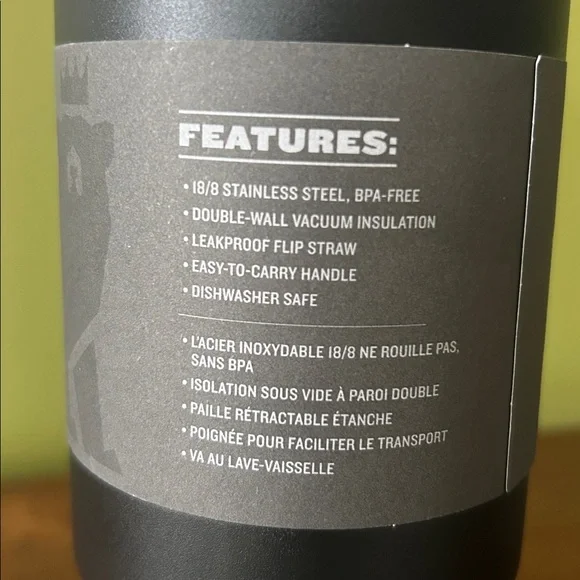 FEATURES:
• 18/8 STAINLESS STEEL, BPA-FREE
• DOUBLE-WALL VACUUM INSULATION
• LEAKPROOF FLIP STRAW
• EASY-TO-CARRY HANDLE
• DISHWASHER SAFE
• L'ACIER INOXYDABLE 18/8 NE ROUILLE PAS,
SANS BPA
• ISOLATION SOUS VIDE À PAROI DOUBLE
• PAILLE RÉTRACTABLE ÉTANCHE
• POIGNÉE POUR FACILITER LE TRANSPORT
• VA AU LAVE-VAISSELLE